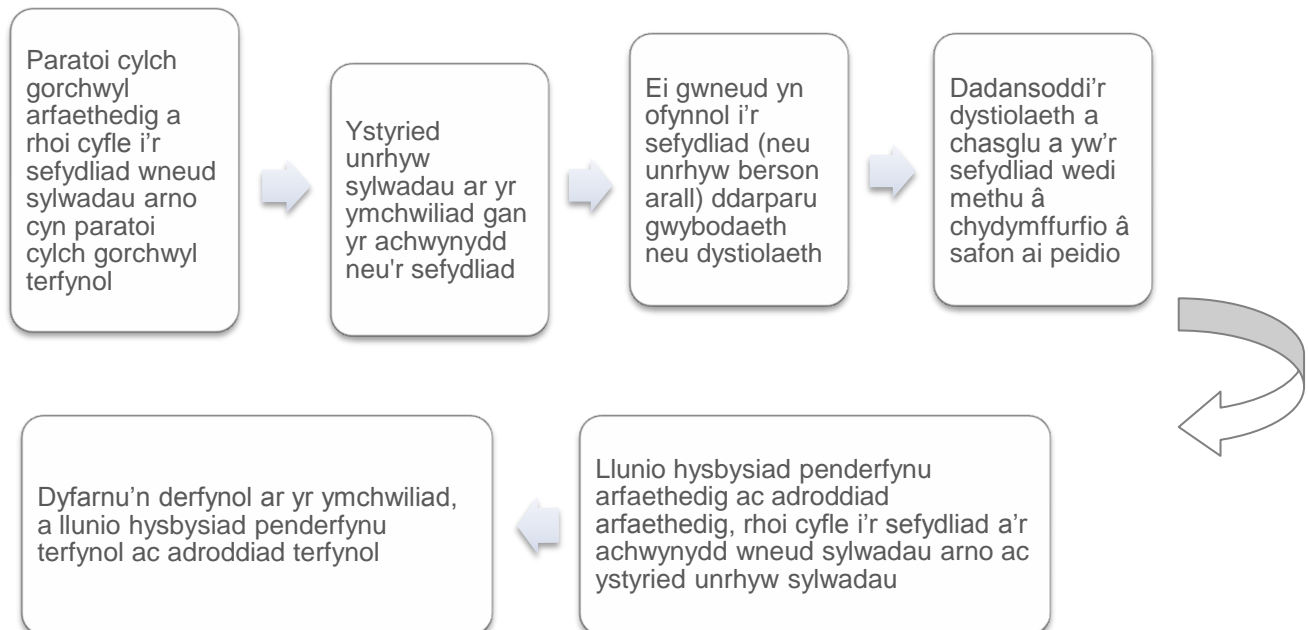 Paratoi cylch
gorchwyl
arfaethedig a
rhoi cyfle i'r
sefydliad wneud
sylwadau arno
cyn paratoi
cylch gorchwyl
terfynol
Ystyried
unrhyw
sylwadau ar yr
ymchwiliad gan
yr achwynydd
neu'r sefydliad
Ei gwneud yn
ofynnol i'r
sefydliad (neu
unrhyw berson
arall) ddarparu
gwybodaeth
neu dystiolaeth
Dadansoddi'r
dystiolaeth a
chasglu a yw'r
sefydliad wedi
methu â
chydymffurfio â
safon ai peidio
Llunio hysbysiad penderfynu
arfaethedig ac adroddiad
arfaethedig, rhoi cyfle i'r sefydliad a'r
achwynydd wneud sylwadau arno ac
ystyried unrhyw sylwadau
Dyfarnu'n derfynol ar yr ymchwiliad,
a llunio hysbysiad penderfynu
terfynol ac adroddiad terfynol